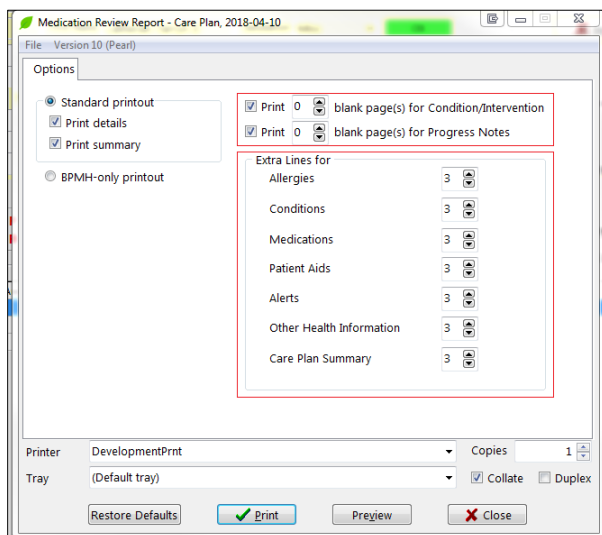 Medication Review Report - Care Plan, 2018-04-10
File Version 10 (Pearl)
Options
Standard printout
Print details
Print summary
BPMH-only printout
Print 0 blank page(s) for Condition/Intervention
Print 0 blank page(s) for Progress Notes
Extra Lines for
Allergies 3
Conditions 3
Medications 3
Patient Aids 3
Alerts 3
Other Health Information 3
Care Plan Summary 3
Printer DevelopmentPrnt Copies 1
Tray (Default tray) Collate Duplex
Restore Defaults Print Preview Close